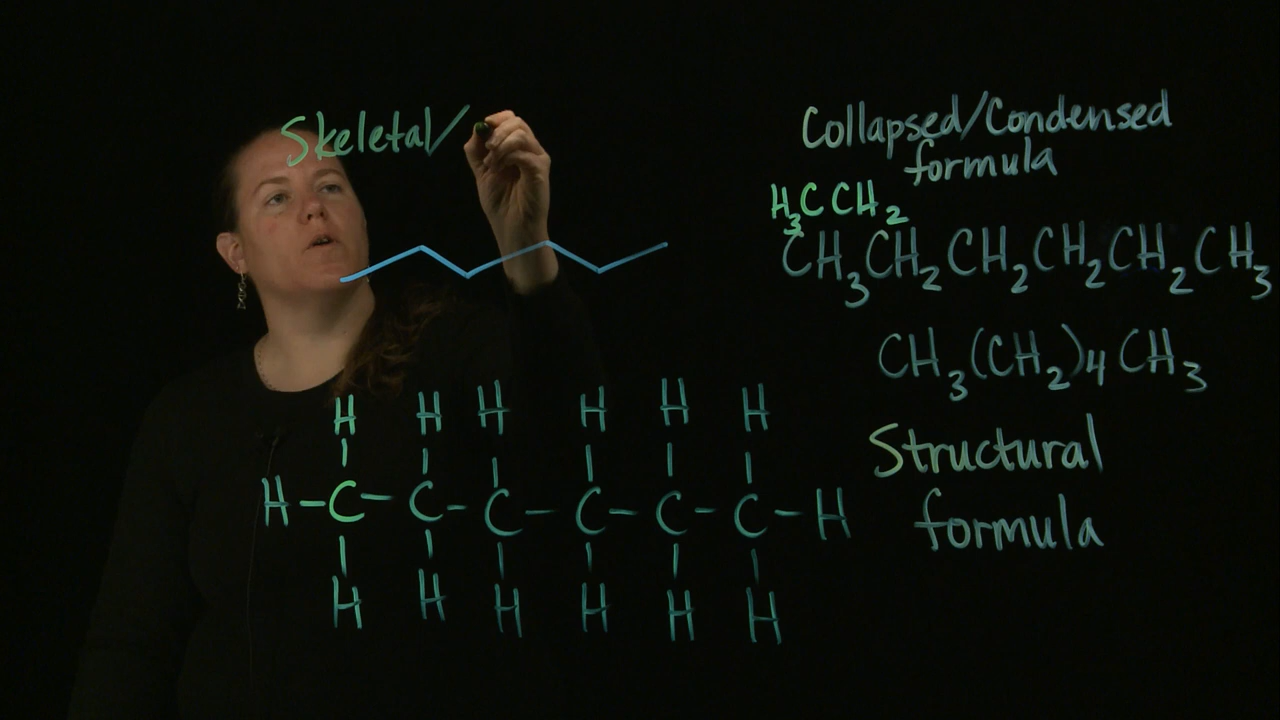 Skeletal/
Collapsed/Condensed
formula
H₃CCH₂
CH₃CH₂CH₂CH₂CH₂CH₃
CH₃(CH₂)₄CH₃
H H H H H H
H-C-C-C-C-C-C-H
H H H H H H
Structural
formula